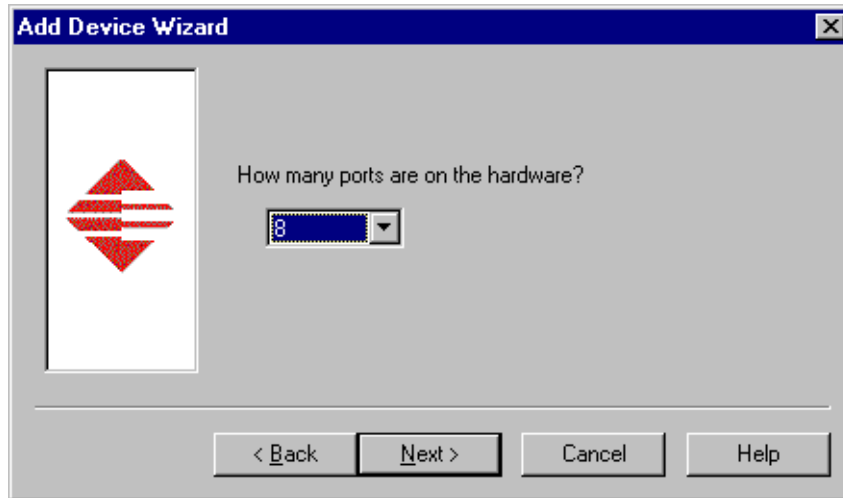 Add Device Wizard
How many ports are on the hardware?
8
< Back
Next >
Cancel
Help